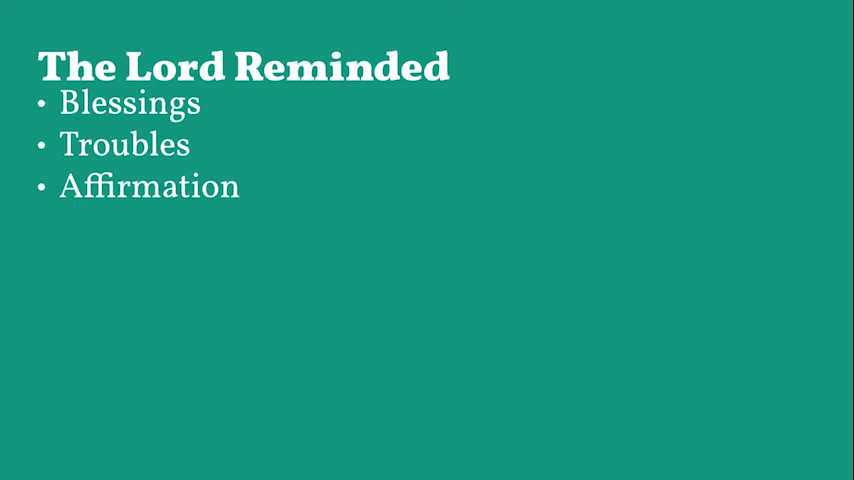 The Lord Reminded
• Blessings
• Troubles
• Affirmation